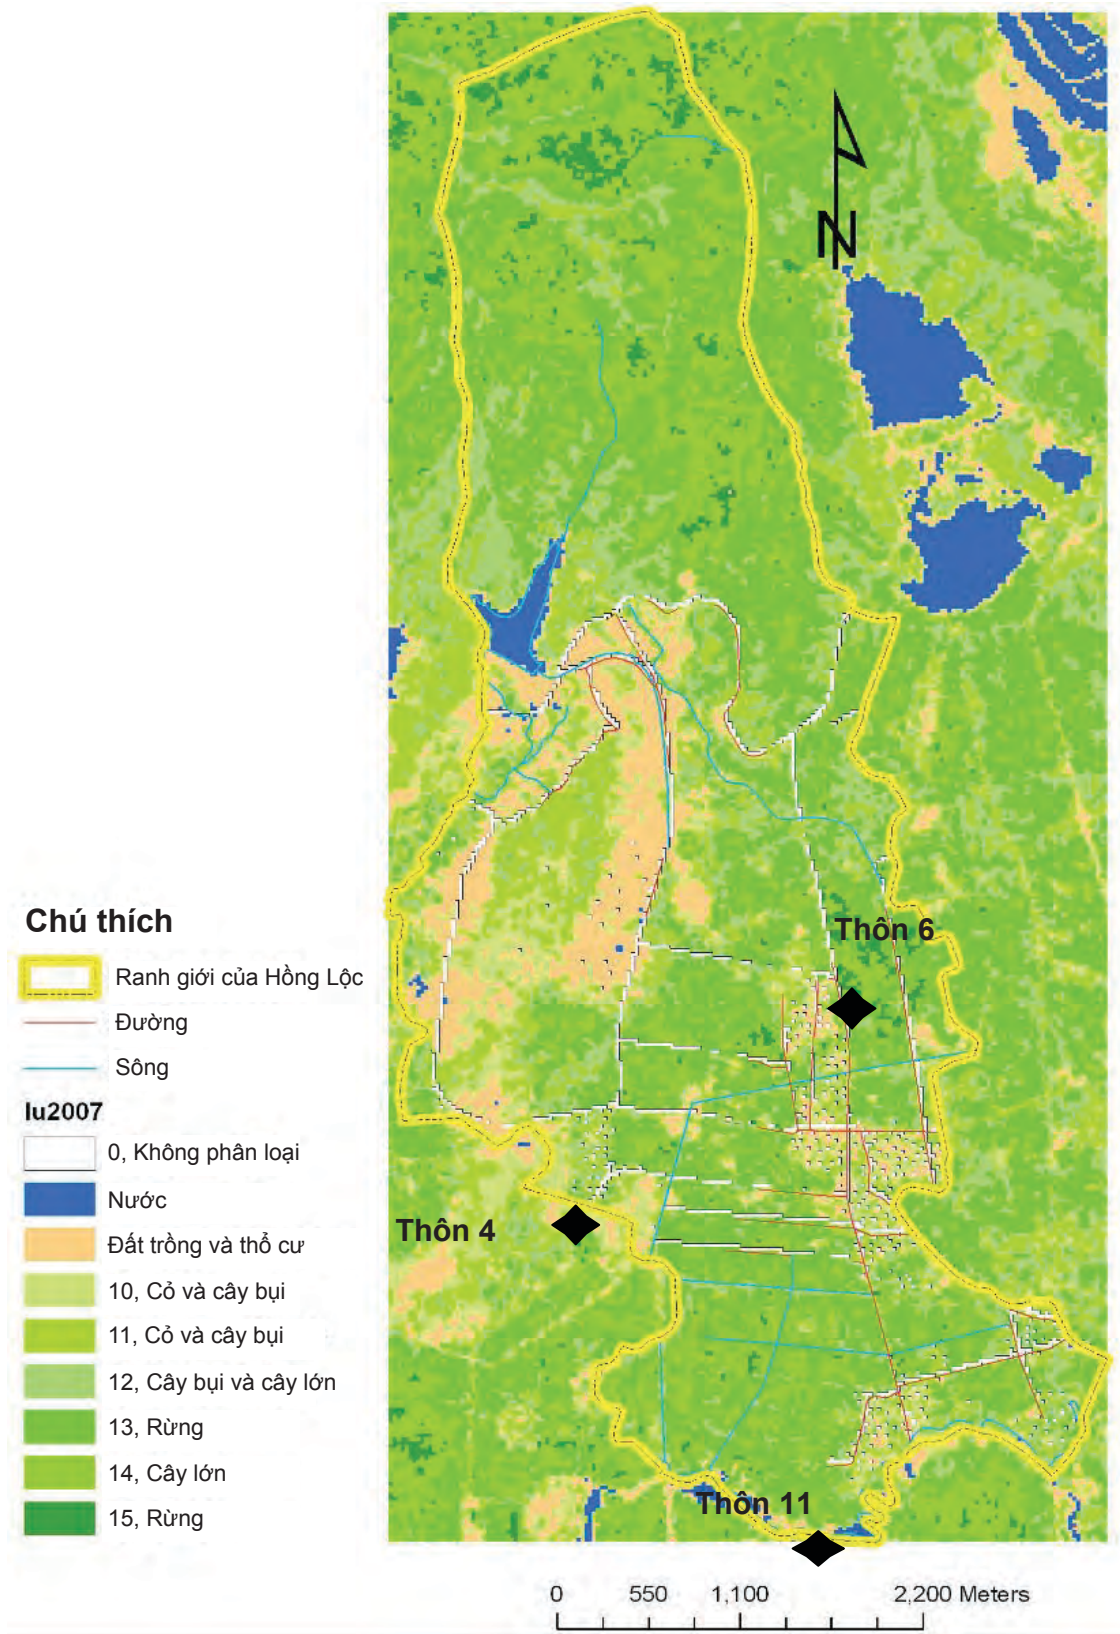 N
Thôn 6
Chú thích
Ranh giới của Hồng Lộc
Đường
Sông
lu2007
0, Không phân loại
Nước
Đất trồng và thổ cư
10, Cỏ và cây bụi
11, Cỏ và cây bụi
12, Cây bụi và cây lớn
13, Rừng
14, Cây lớn
15, Rừng
Thôn 4
Thôn 11
0 550 1,100 2,200 Meters